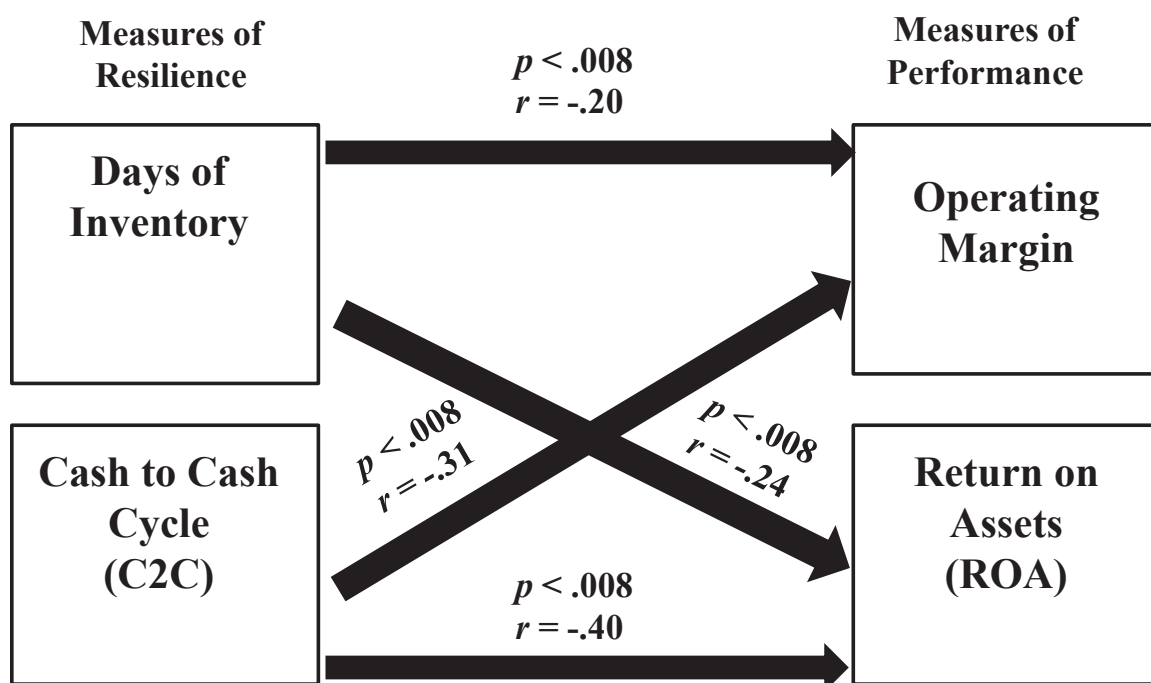 Measures of
Resilience
p < .008
r = -.20
Measures of
Performance
Days of
Inventory
Operating
Margin
p < .008
r = -.31
p < .008
r = -.24
Cash to Cash
Cycle
(C2C)
p < .008
r = -.40
Return on
Assets
(ROA)